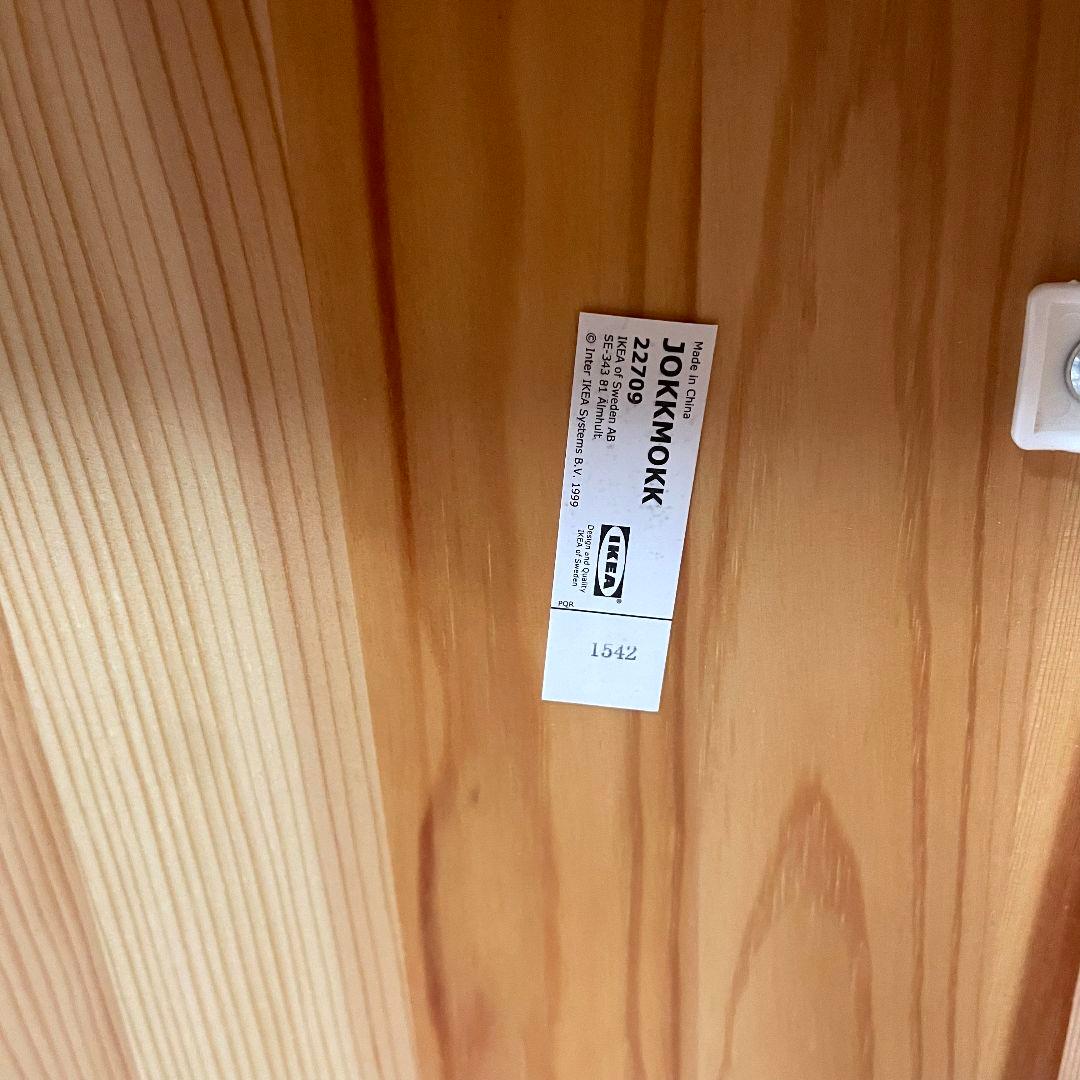 Made in China
JOKKMOKK
22709
IKEA of Sweden AB
SE-343 81 Älmhult
© Inter IKEA Systems B.V. 1999
IKEA®
Design and Quality
IKEA of Sweden
PQR
1542